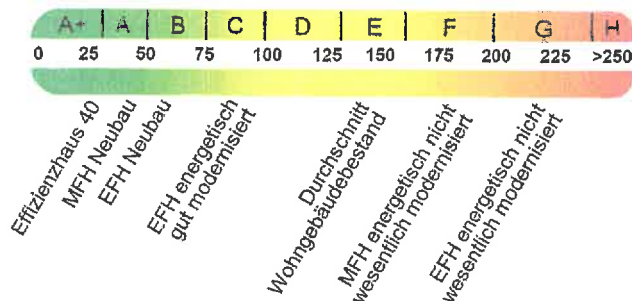 A+ A B C D E F G H
0 25 50 75 100 125 150 175 200 225 >250
Effizienzhaus 40
MFH Neubau
EFH Neubau
EFH energetisch
gut modernisiert
Durchschnitt
Wohngebäudebestand
MFH energetisch nicht
wesentlich modernisiert
EFH energetisch nicht
wesentlich modernisiert